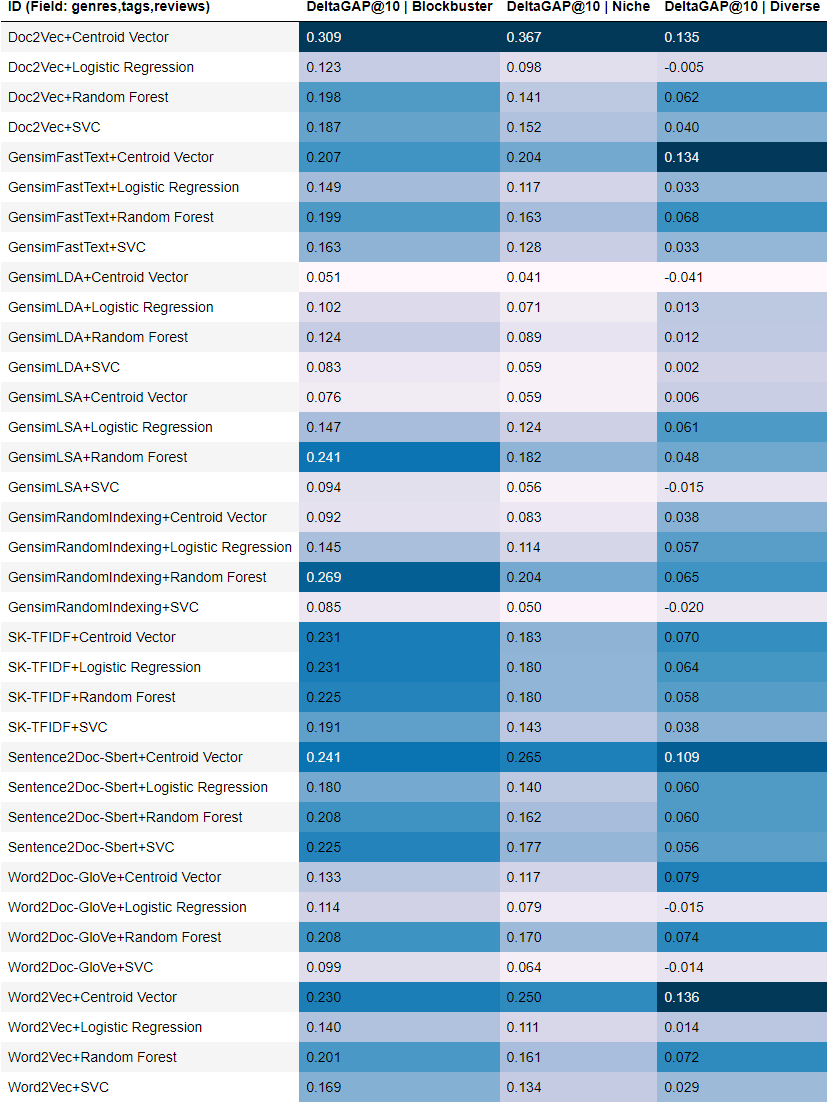 ID (Field: genres,tags,reviews) DeltaGAP@10 | Blockbuster DeltaGAP@10 | Niche DeltaGAP@10 | Diverse
Doc2Vec+Centroid Vector 0.309 0.367 0.135
Doc2Vec+Logistic Regression 0.123 0.098 -0.005
Doc2Vec+Random Forest 0.198 0.141 0.062
Doc2Vec+SVC 0.187 0.152 0.040
GensimFastText+Centroid Vector 0.207 0.204 0.134
GensimFastText+Logistic Regression 0.149 0.117 0.033
GensimFastText+Random Forest 0.199 0.163 0.068
GensimFastText+SVC 0.163 0.128 0.033
GensimLDA+Centroid Vector 0.051 0.041 -0.041
GensimLDA+Logistic Regression 0.102 0.071 0.013
GensimLDA+Random Forest 0.124 0.089 0.012
GensimLDA+SVC 0.083 0.059 0.002
GensimLSA+Centroid Vector 0.076 0.059 0.006
GensimLSA+Logistic Regression 0.147 0.124 0.061
GensimLSA+Random Forest 0.241 0.182 0.048
GensimLSA+SVC 0.094 0.056 -0.015
GensimRandomIndexing+Centroid Vector 0.092 0.083 0.038
GensimRandomIndexing+Logistic Regression 0.145 0.114 0.057
GensimRandomIndexing+Random Forest 0.269 0.204 0.065
GensimRandomIndexing+SVC 0.085 0.050 -0.020
SK-TFIDF+Centroid Vector 0.231 0.183 0.070
SK-TFIDF+Logistic Regression 0.231 0.180 0.064
SK-TFIDF+Random Forest 0.225 0.180 0.058
SK-TFIDF+SVC 0.191 0.143 0.038
Sentence2Doc-Sbert+Centroid Vector 0.241 0.265 0.109
Sentence2Doc-Sbert+Logistic Regression 0.180 0.140 0.060
Sentence2Doc-Sbert+Random Forest 0.208 0.162 0.060
Sentence2Doc-Sbert+SVC 0.225 0.177 0.056
Word2Doc-GloVe+Centroid Vector 0.133 0.117 0.079
Word2Doc-GloVe+Logistic Regression 0.114 0.079 -0.015
Word2Doc-GloVe+Random Forest 0.208 0.170 0.074
Word2Doc-GloVe+SVC 0.099 0.064 -0.014
Word2Vec+Centroid Vector 0.230 0.250 0.136
Word2Vec+Logistic Regression 0.140 0.111 0.014
Word2Vec+Random Forest 0.201 0.161 0.072
Word2Vec+SVC 0.169 0.134 0.029